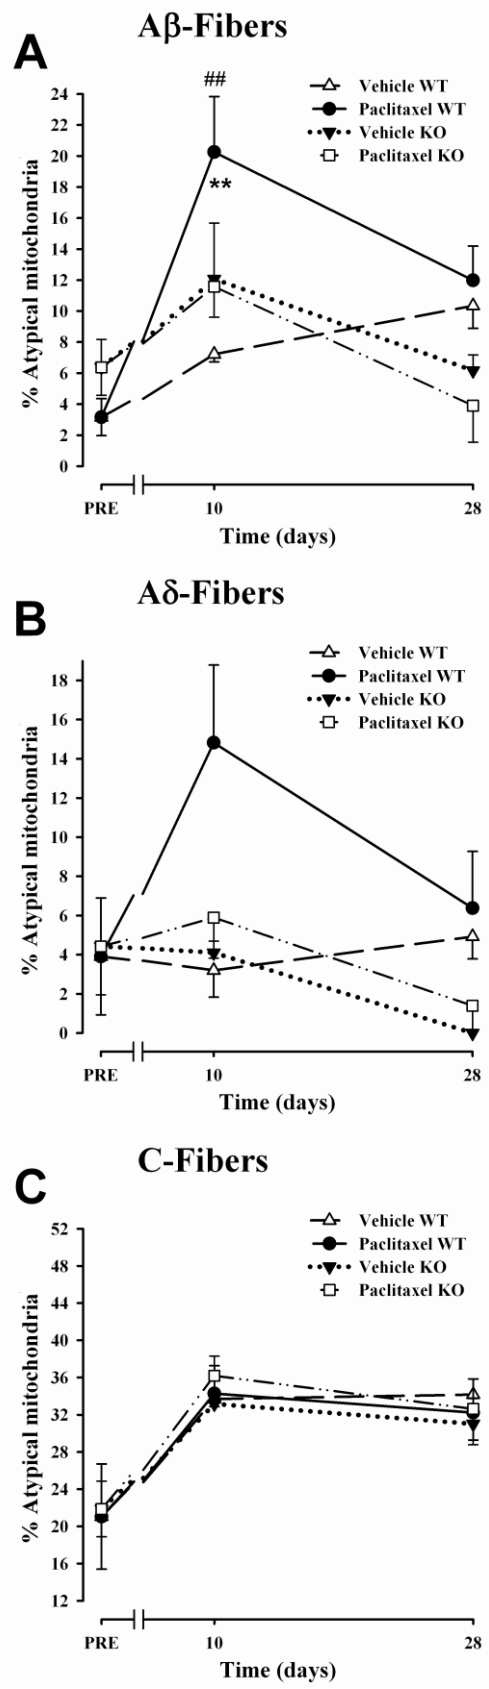 Aβ-Fibers
A
##
Vehicle WT
Paclitaxel WT
Vehicle KO
Paclitaxel KO
**
24
22
20
18
16
14
12
10
8
6
4
2
0
% Atypical mitochondria
PRE 10 28
Time (days)
Aδ-Fibers
B
Vehicle WT
Paclitaxel WT
Vehicle KO
Paclitaxel KO
18
16
14
12
10
8
6
4
2
0
% Atypical mitochondria
PRE 10 28
Time (days)
C-Fibers
C
Vehicle WT
Paclitaxel WT
Vehicle KO
Paclitaxel KO
52
48
44
40
36
32
28
24
20
16
12
% Atypical mitochondria
PRE 10 28
Time (days)